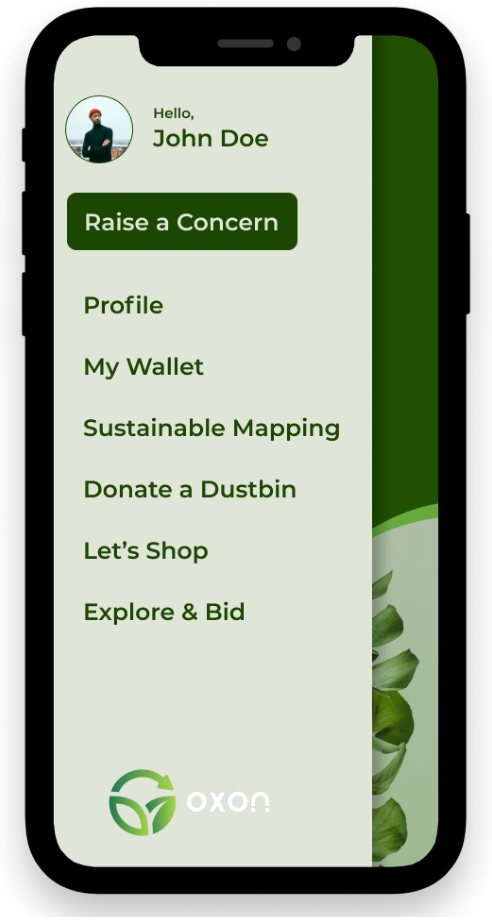 Hello,
John Doe
Raise a Concern
Profile
My Wallet
Sustainable Mapping
Donate a Dustbin
Let’s Shop
Explore & Bid
oxon